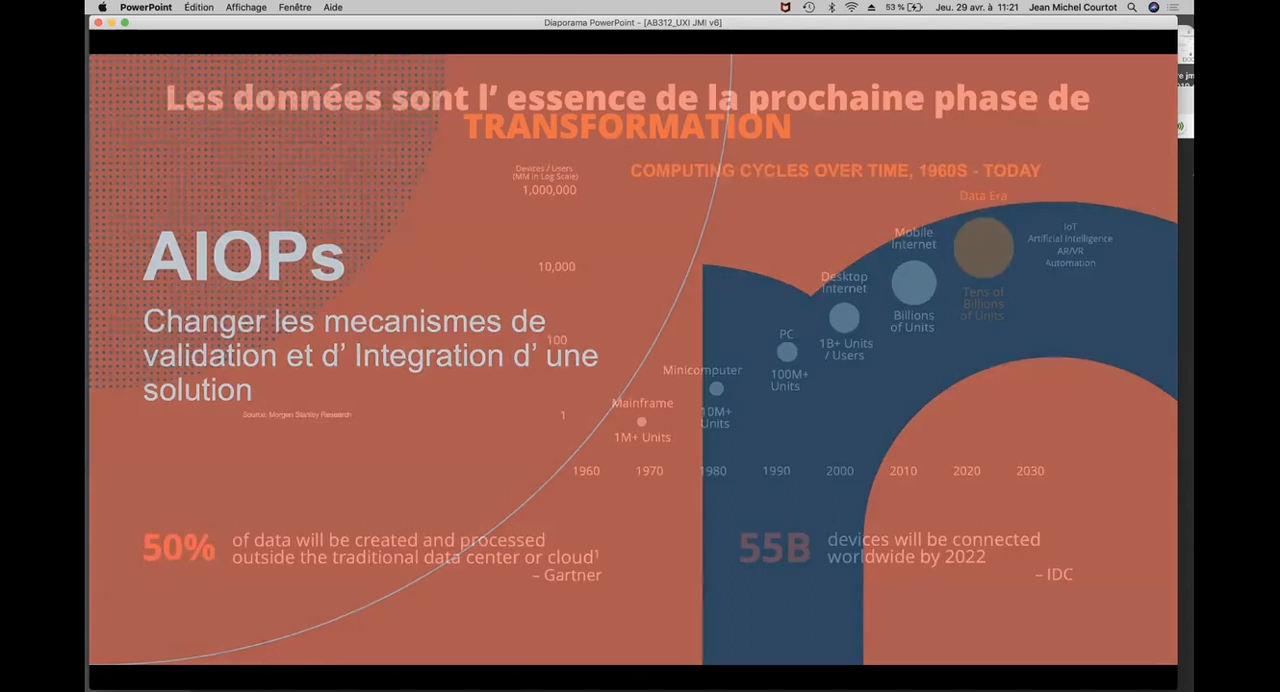 PowerPoint Édition Affichage Fenêtre Aide
53 % Jeu. 29 avr. à 11:21 Jean Michel Courtot
Diaporama PowerPoint - [AB312_UXI JMI v6]
Les données sont l’ essence de la prochaine phase de
TRANSFORMATION
Devices / Users
(MM in Log Scale)
1,000,000
10,000
100
1
COMPUTING CYCLES OVER TIME, 1960S - TODAY
Data Era
IoT
Artificial Intelligence
AR/VR
Automation
Tens of
Billions
of Units
Mobile
Internet
Billions
of Units
Desktop
Internet
1B+ Units
/ Users
PC
100M+
Units
Minicomputer
10M+
Units
Mainframe
1M+ Units
1960 1970 1980 1990 2000 2010 2020 2030
AIOPs
Changer les mecanismes de
validation et d’ Integration d’ une
solution
Source: Morgan Stanley Research
50% of data will be created and processed
outside the traditional data center or cloud¹
– Gartner
55B devices will be connected
worldwide by 2022
– IDC